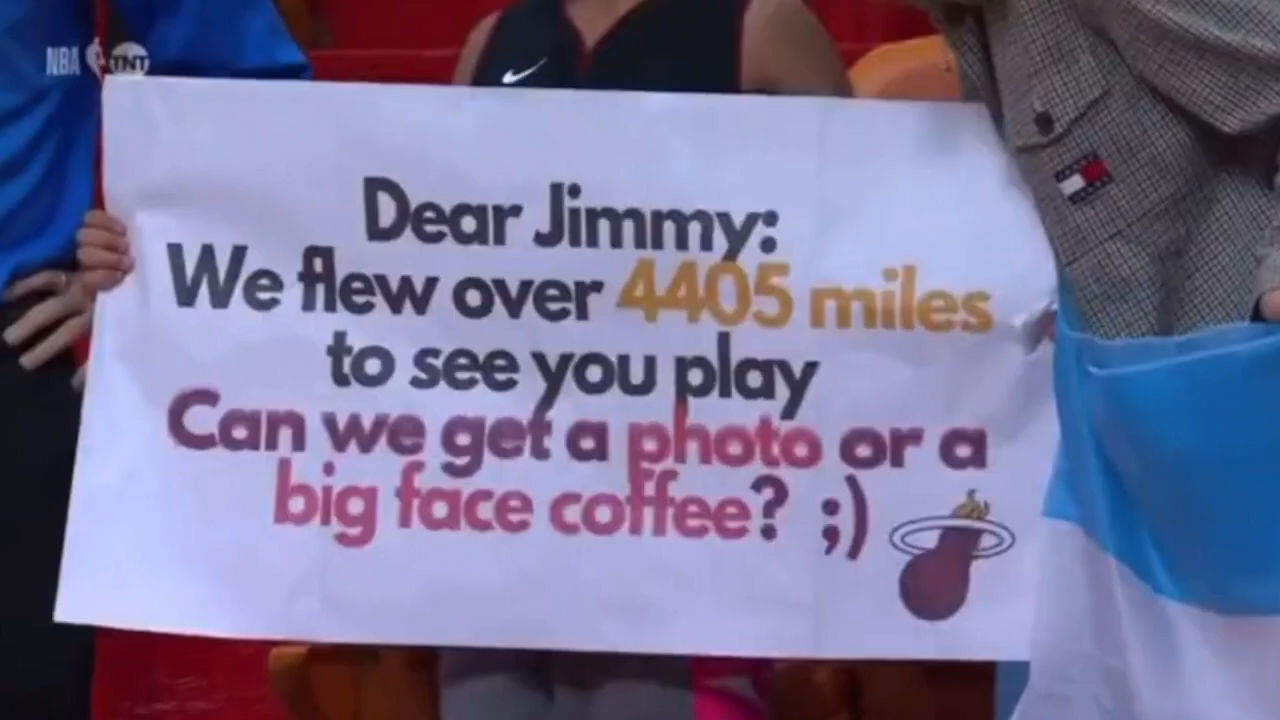 NBA TNT
Dear Jimmy:
We flew over 4405 miles
to see you play
Can we get a photo or a
big face coffee? ;)